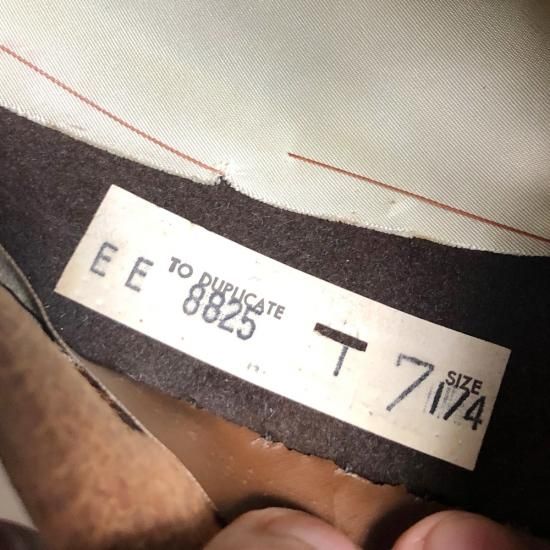 TO DUPLICATE
E E 8825 T
SIZE
7 1/4